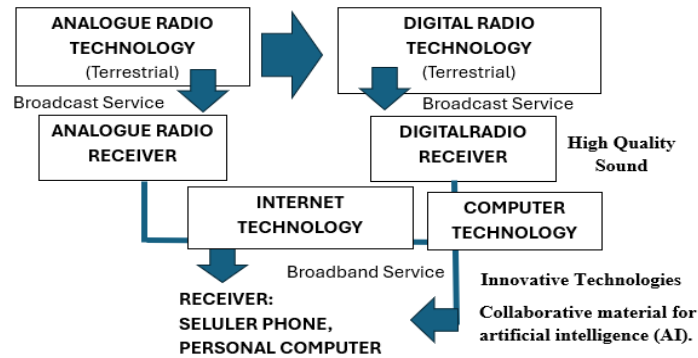 ANALOGUE RADIO
TECHNOLOGY
(Terrestrial)
DIGITAL RADIO
TECHNOLOGY
(Terrestrial)
Broadcast Service
Broadcast Service
ANALOGUE RADIO
RECEIVER
DIGITALRADIO
RECEIVER
High Quality
Sound
INTERNET
TECHNOLOGY
COMPUTER
TECHNOLOGY
Broadband Service
Innovative Technologies
RECEIVER:
SELULER PHONE,
PERSONAL COMPUTER
Collaborative material for
artificial intelligence (AI).